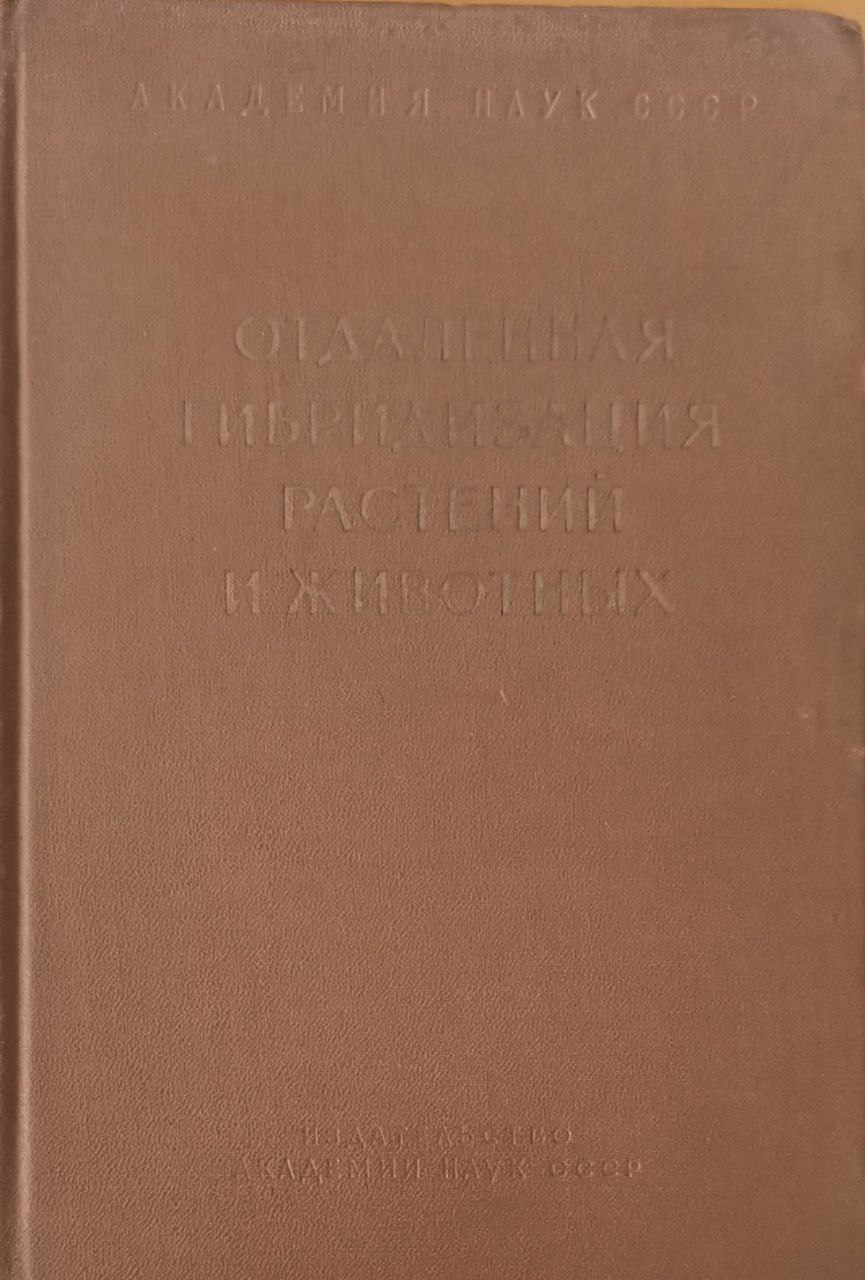 АКАДЕМИЯ НАУК СССР
ОТДАЛЕННАЯ
ГИБРИДИЗАЦИЯ
РАСТЕНИЙ
И ЖИВОТНЫХ
ИЗДАТЕЛЬСТВО
АКАДЕМИИ НАУК СССР